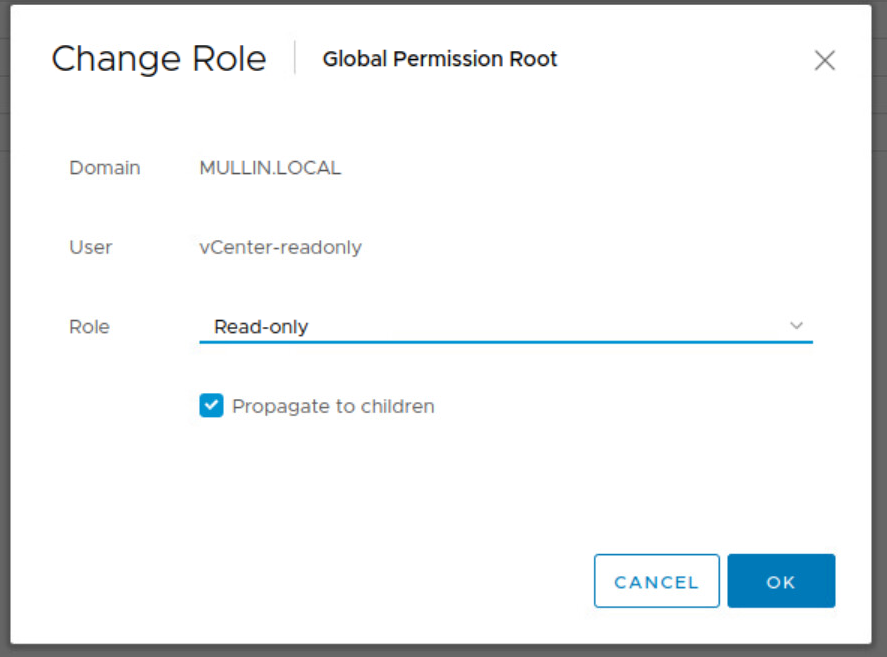 Change Role Global Permission Root
Domain MULLIN.LOCAL
User vCenter-readonly
Role Read-only
Propagate to children
CANCEL OK